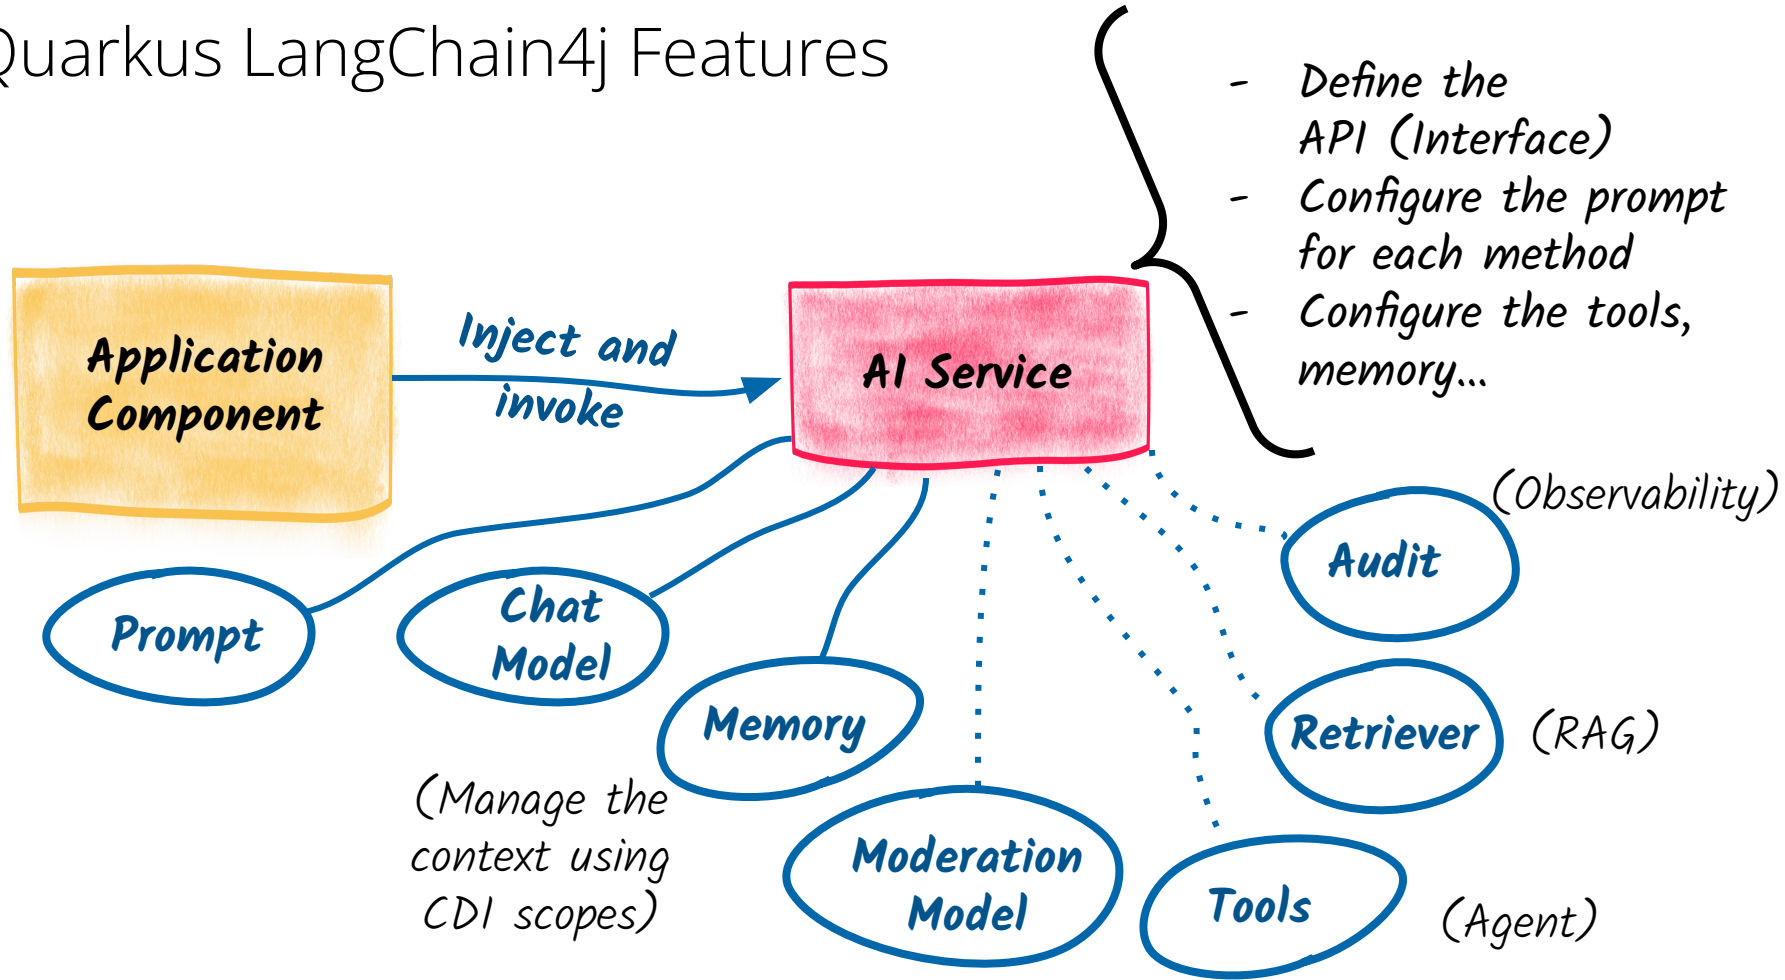 Quarkus LangChain4j Features
- Define the
API (Interface)
- Configure the prompt
for each method
- Configure the tools,
memory...
Application
Component
Inject and
invoke
AI Service
(Observability)
Audit
Prompt
Chat
Model
Memory
Retriever
(RAG)
(Manage the
context using
CDI scopes)
Moderation
Model
Tools
(Agent)